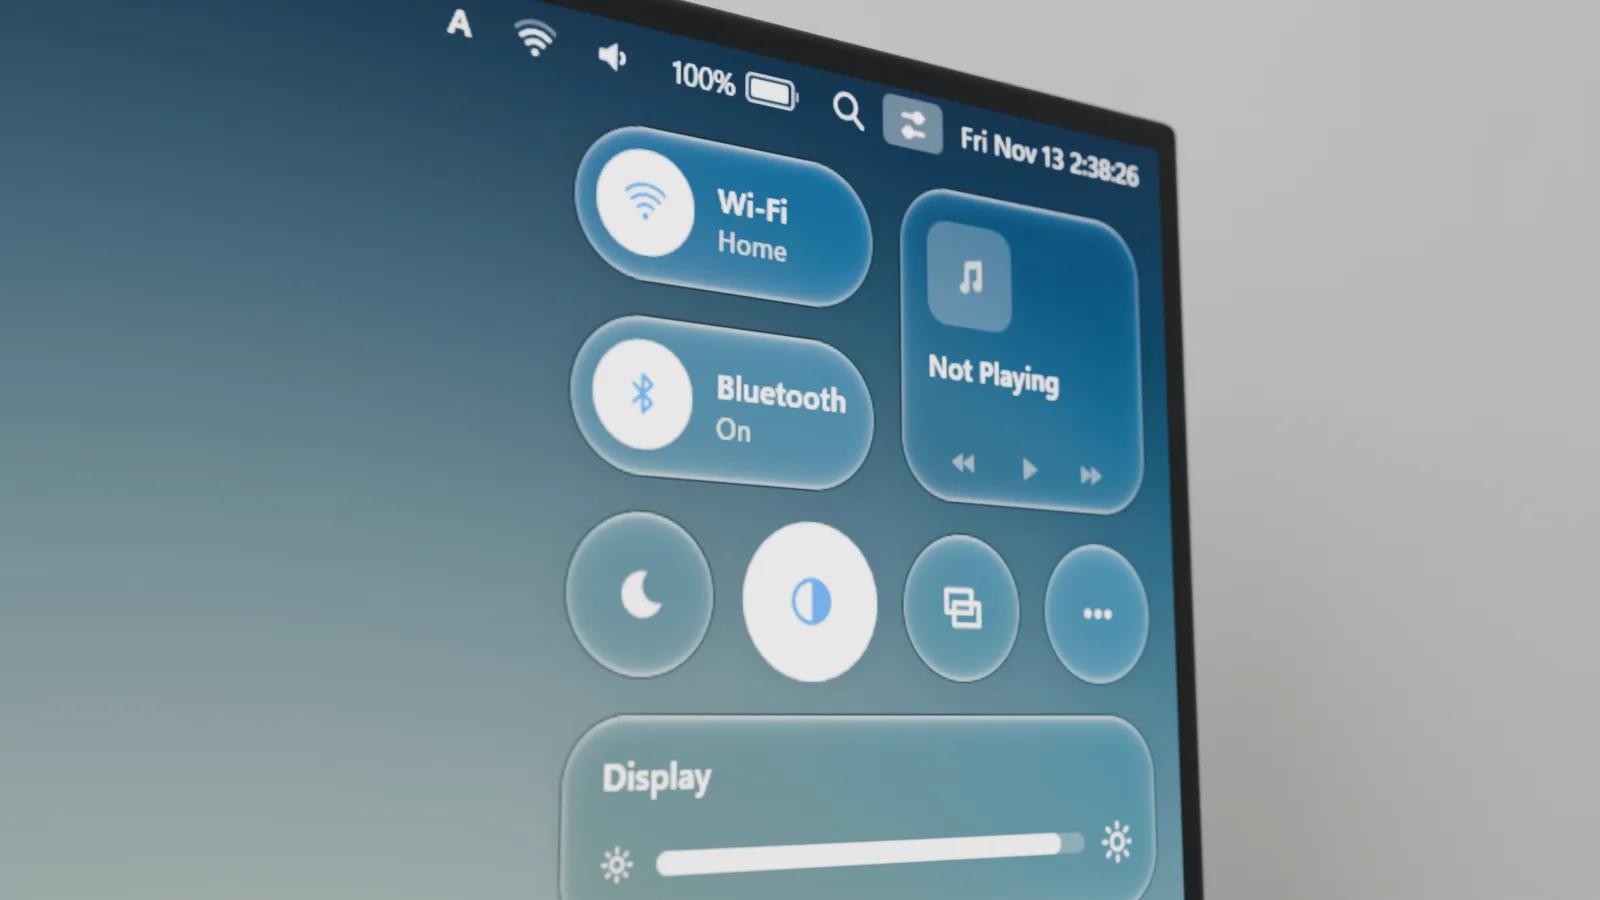 A
100%
Fri Nov 13 2:38:26
Wi-Fi
Home
Not Playing
Bluetooth
On
Display